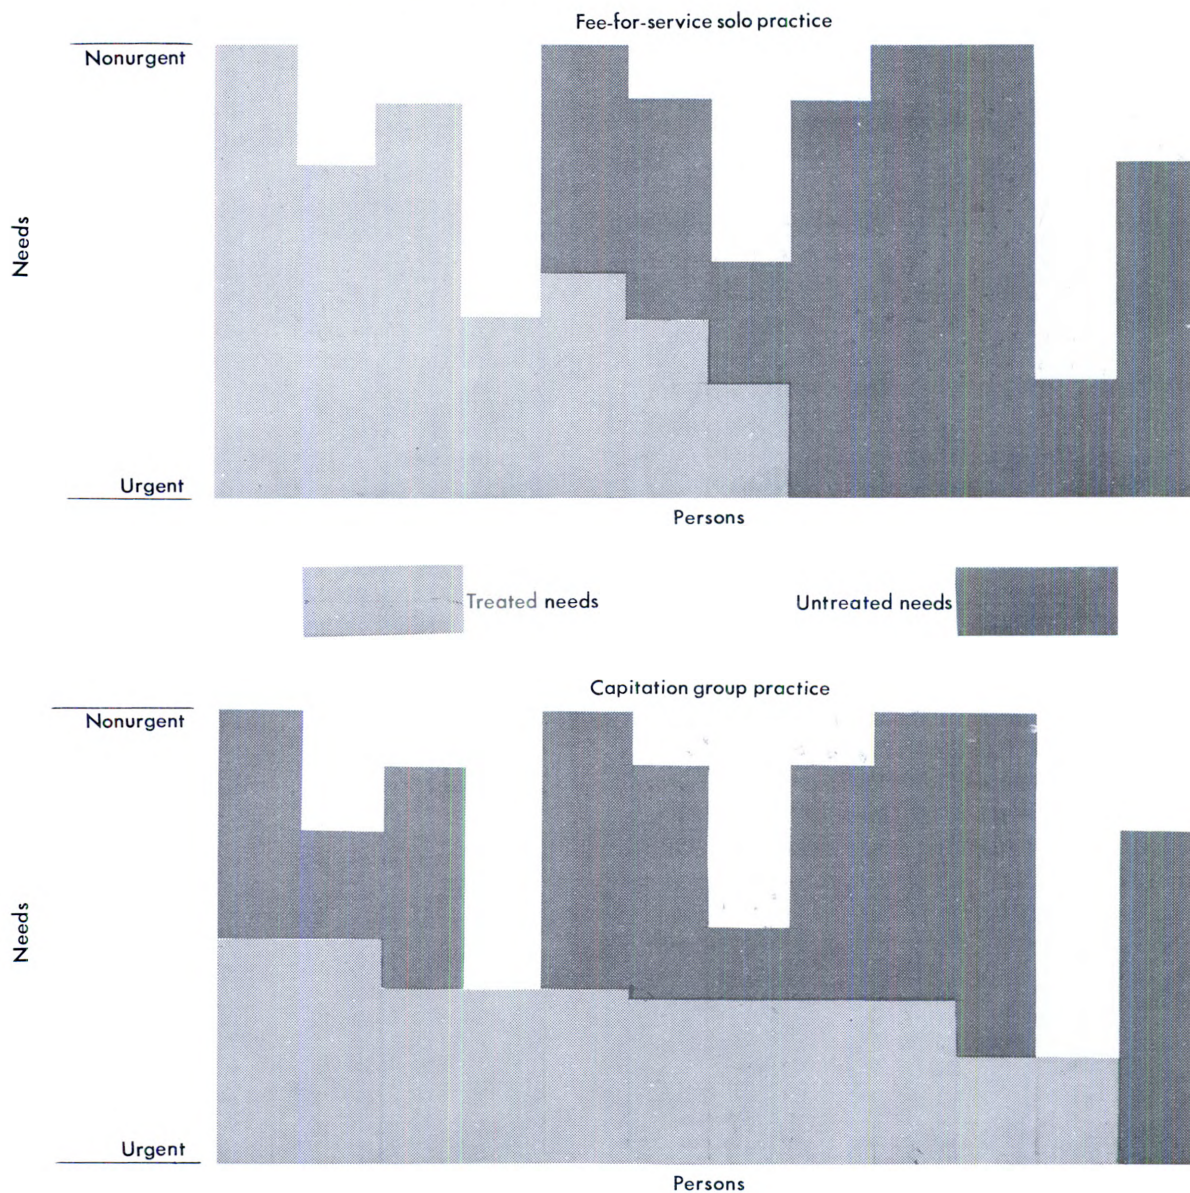 Fee-for-service solo practice
Nonurgent
Needs
Urgent
Persons
Treated needs
Untreated needs
Capitation group practice
Nonurgent
Needs
Urgent
Persons